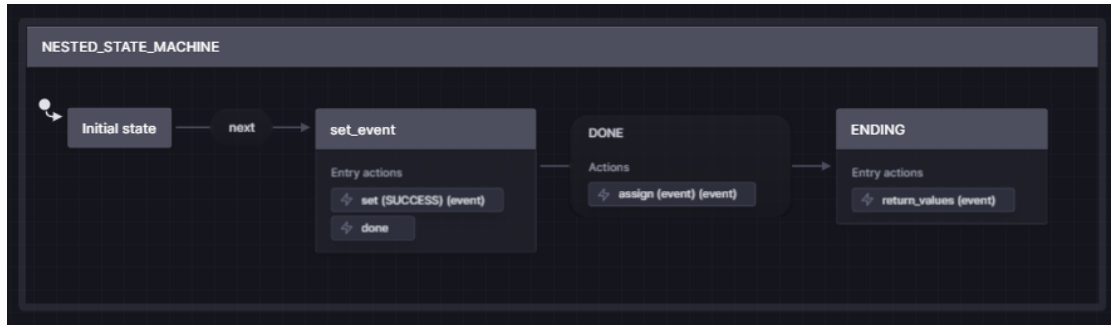 NESTED_STATE_MACHINE
Initial state
next
set_event
Entry actions
set (SUCCESS) (event)
done
DONE
Actions
assign (event) (event)
ENDING
Entry actions
return_values (event)